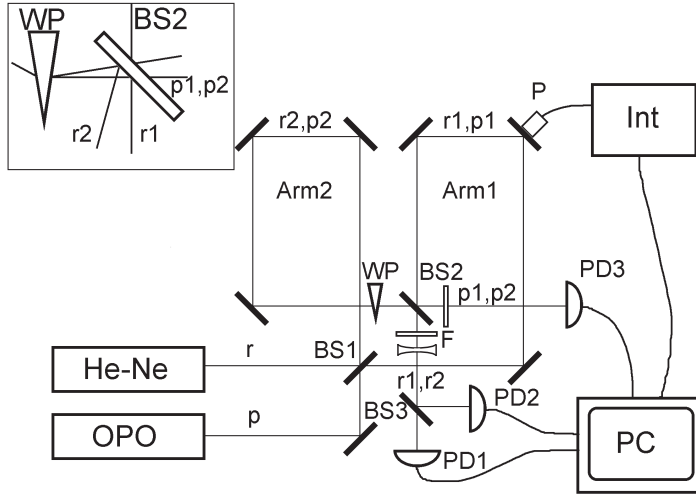 WP
BS2
p1,p2
r2
r1
P
Int
r2,p2
r1,p1
Arm2
Arm1
WP
BS2
PD3
p1,p2
F
r
BS1
He-Ne
r1,r2
PD2
p
BS3
OPO
PD1
PC